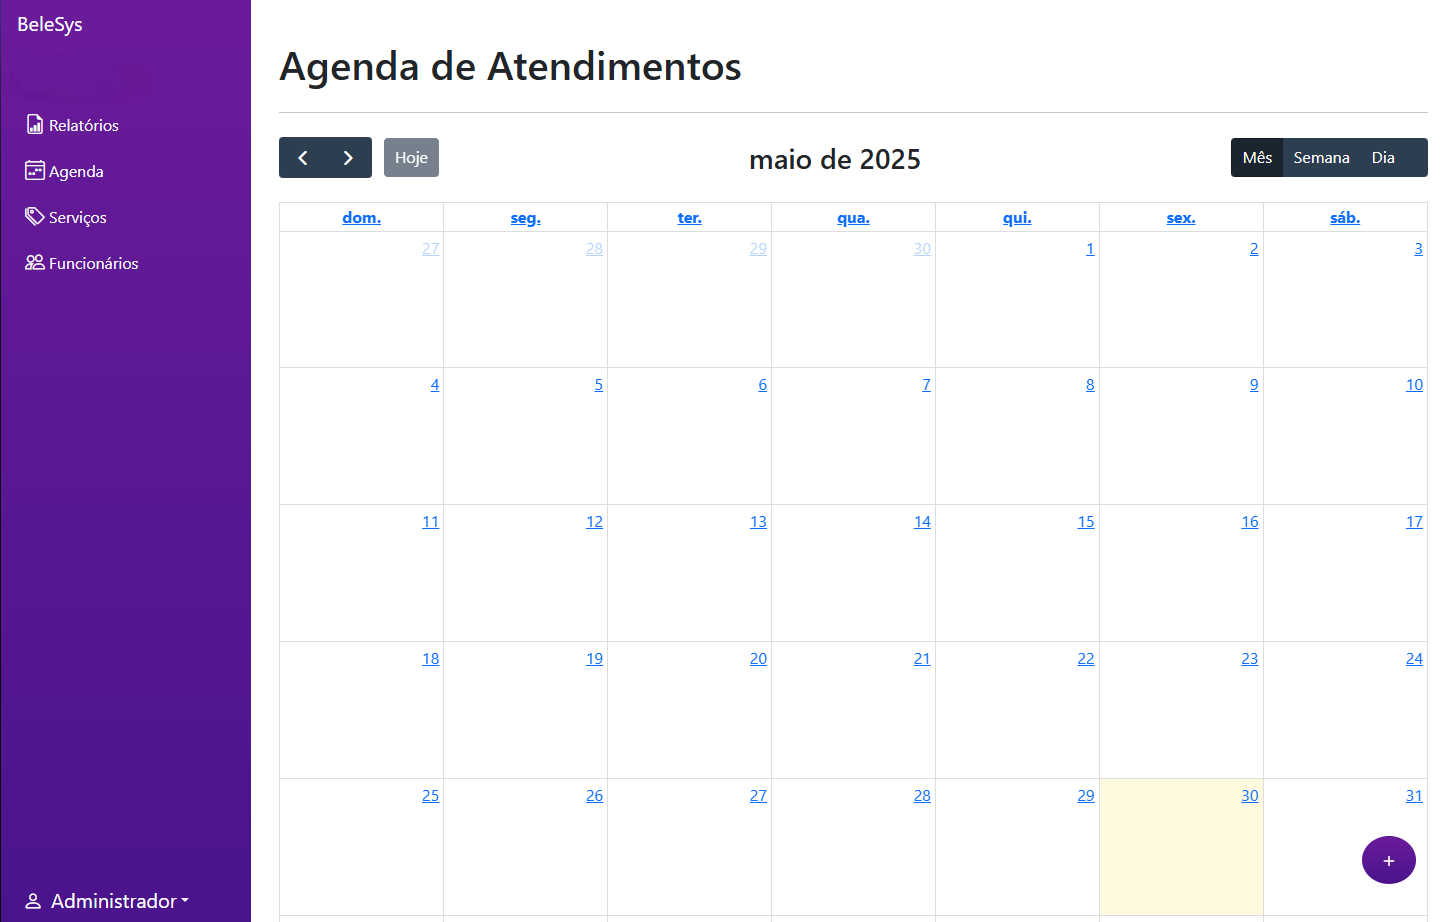 BeleSys
Relatórios
Agenda
Serviços
Funcionários
Administrador
Agenda de Atendimentos
Hoje
maio de 2025
Mês Semana Dia
dom. seg. ter. qua. qui. sex. sáb.
27 28 29 30 1 2 3
4 5 6 7 8 9 10
11 12 13 14 15 16 17
18 19 20 21 22 23 24
25 26 27 28 29 30 31
+